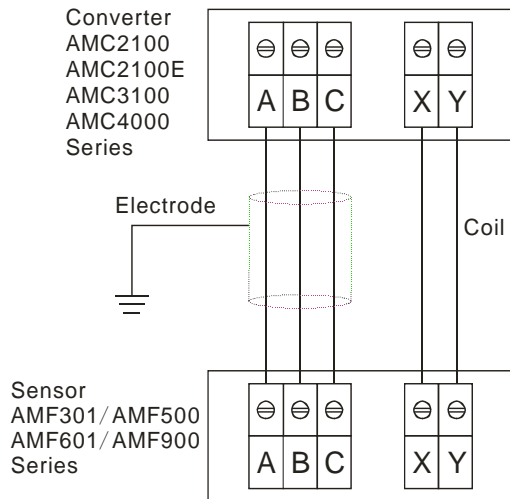 Converter
AMC2100
AMC2100E
AMC3100
AMC4000
Series
A B C X Y
Electrode
Coil
Sensor
AMF301/AMF500
AMF601/AMF900
Series
A B C X Y